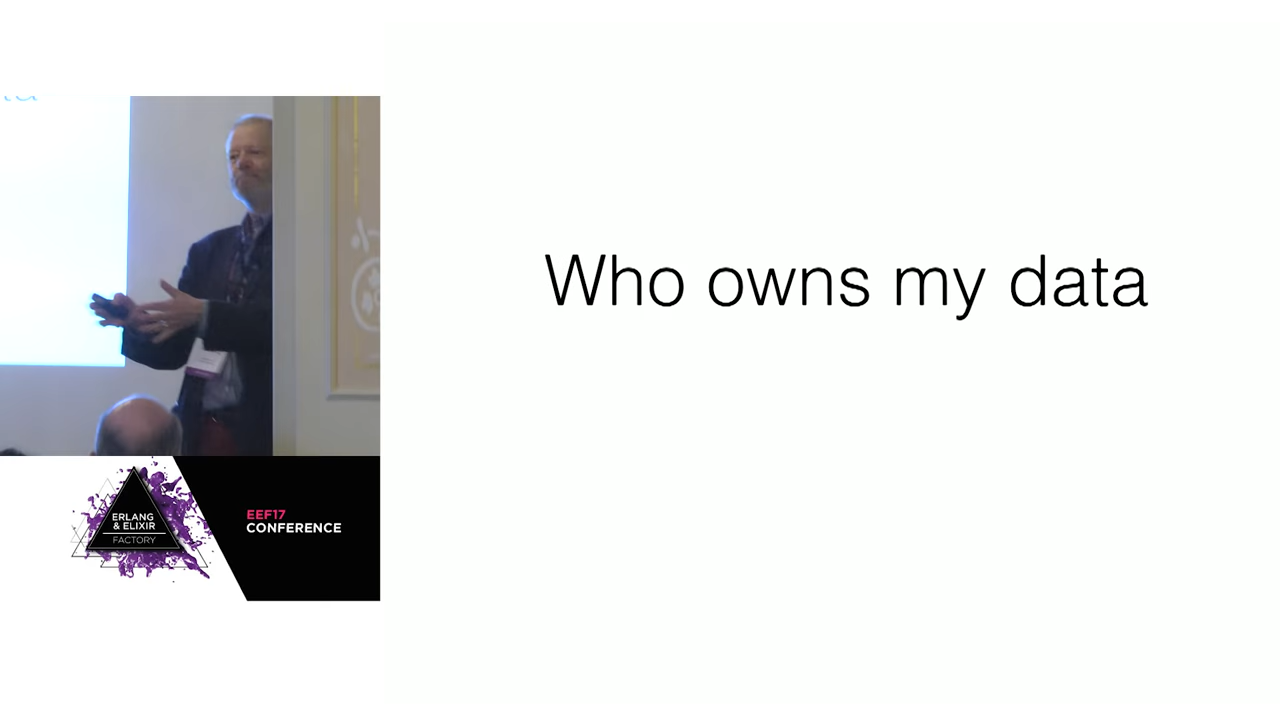 Who owns my data
ERLANG
& ELIXIR
FACTORY
EEF17
CONFERENCE